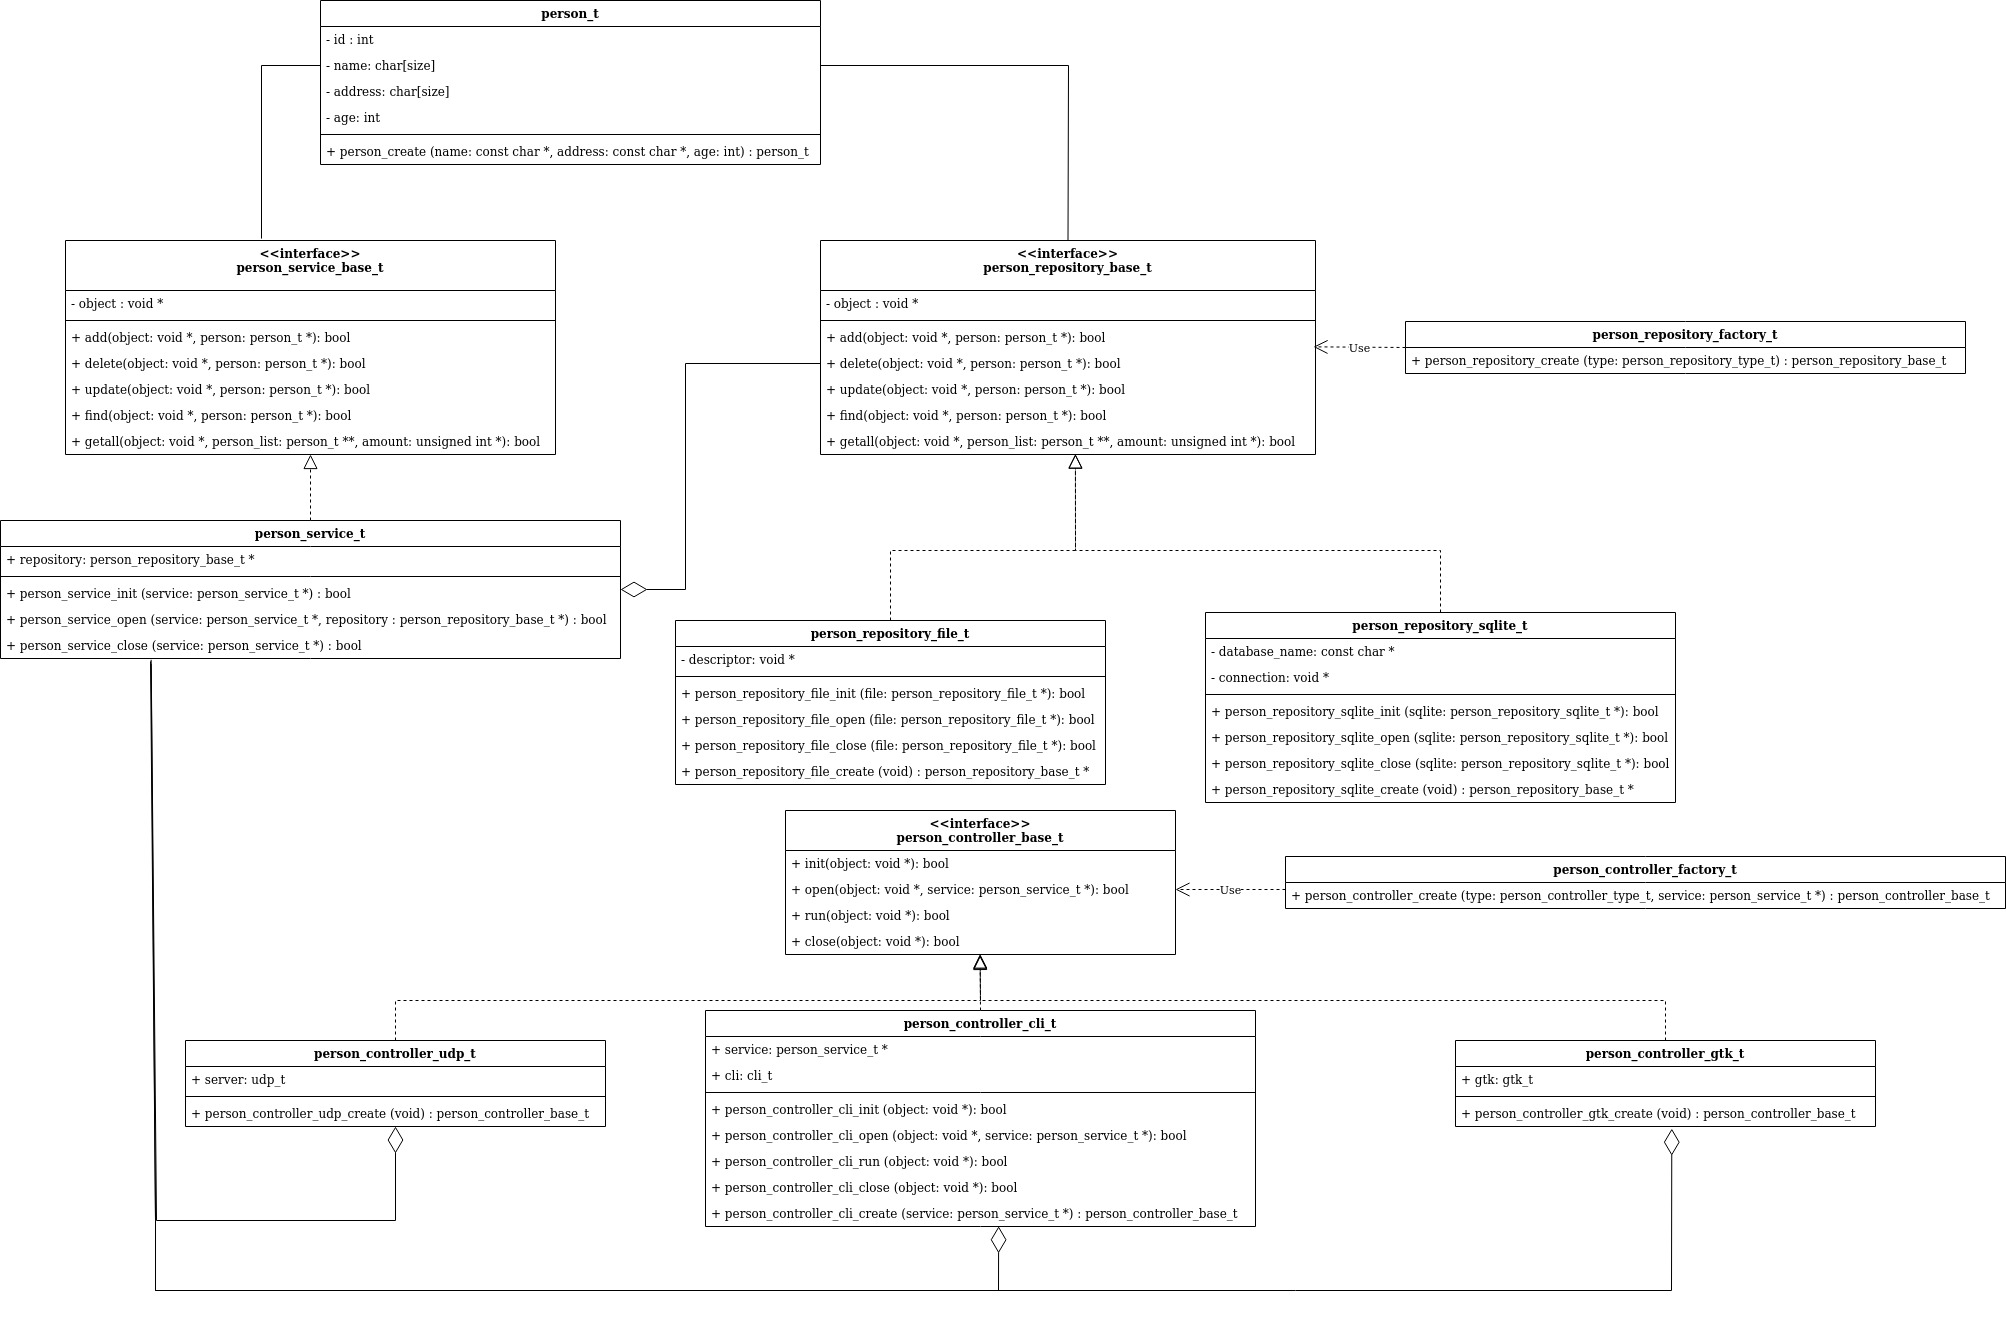 person_t
- id : int
- name: char[size]
- address: char[size]
- age: int
+ person_create (name: const char *, address: const char *, age: int) : person_t
<<interface>>
person_service_base_t
- object : void *
+ add(object: void *, person: person_t *): bool
+ delete(object: void *, person: person_t *): bool
+ update(object: void *, person: person_t *): bool
+ find(object: void *, person: person_t *): bool
+ getall(object: void *, person_list: person_t **, amount: unsigned int *): bool
<<interface>>
person_repository_base_t
- object : void *
+ add(object: void *, person: person_t *): bool
+ delete(object: void *, person: person_t *): bool
+ update(object: void *, person: person_t *): bool
+ find(object: void *, person: person_t *): bool
+ getall(object: void *, person_list: person_t **, amount: unsigned int *): bool
Use
person_repository_factory_t
+ person_repository_create (type: person_repository_type_t) : person_repository_base_t
person_service_t
+ repository: person_repository_base_t *
+ person_service_init (service: person_service_t *) : bool
+ person_service_open (service: person_service_t *, repository : person_repository_base_t *) : bool
+ person_service_close (service: person_service_t *) : bool
person_repository_file_t
- descriptor: void *
+ person_repository_file_init (file: person_repository_file_t *): bool
+ person_repository_file_open (file: person_repository_file_t *): bool
+ person_repository_file_close (file: person_repository_file_t *): bool
+ person_repository_file_create (void) : person_repository_base_t *
person_repository_sqlite_t
- database_name: const char *
- connection: void *
+ person_repository_sqlite_init (sqlite: person_repository_sqlite_t *): bool
+ person_repository_sqlite_open (sqlite: person_repository_sqlite_t *): bool
+ person_repository_sqlite_close (sqlite: person_repository_sqlite_t *): bool
+ person_repository_sqlite_create (void) : person_repository_base_t *
<<interface>>
person_controller_base_t
+ init(object: void *): bool
+ open(object: void *, service: person_service_t *): bool
+ run(object: void *): bool
+ close(object: void *): bool
Use
person_controller_factory_t
+ person_controller_create (type: person_controller_type_t, service: person_service_t *) : person_controller_base_t
person_controller_udp_t
+ server: udp_t
+ person_controller_udp_create (void) : person_controller_base_t
person_controller_cli_t
+ service: person_service_t *
+ cli: cli_t
+ person_controller_cli_init (object: void *): bool
+ person_controller_cli_open (object: void *, service: person_service_t *): bool
+ person_controller_cli_run (object: void *): bool
+ person_controller_cli_close (object: void *): bool
+ person_controller_cli_create (service: person_service_t *) : person_controller_base_t
person_controller_gtk_t
+ gtk: gtk_t
+ person_controller_gtk_create (void) : person_controller_base_t